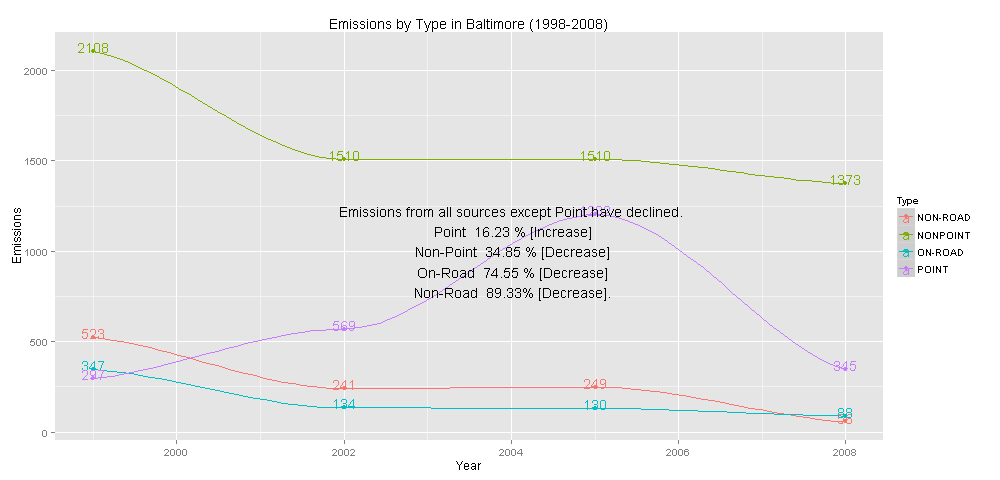 Emissions by Type in Baltimore (1998-2008)
2108
2000
1510
1510
1500
1373
Emissions from all sources except Point have declined.
Point 16.23 % [Increase]
Non-Point 34.85 % [Decrease]
On-Road 74.55 % [Decrease]
Non-Road 89.33% [Decrease].
1000
569
523
500
347
297
345
241
249
134
130
88
0
2000
2002
2004
2006
2008
Year
Emissions
Type
a NON-ROAD
a NONPOINT
a ON-ROAD
a POINT